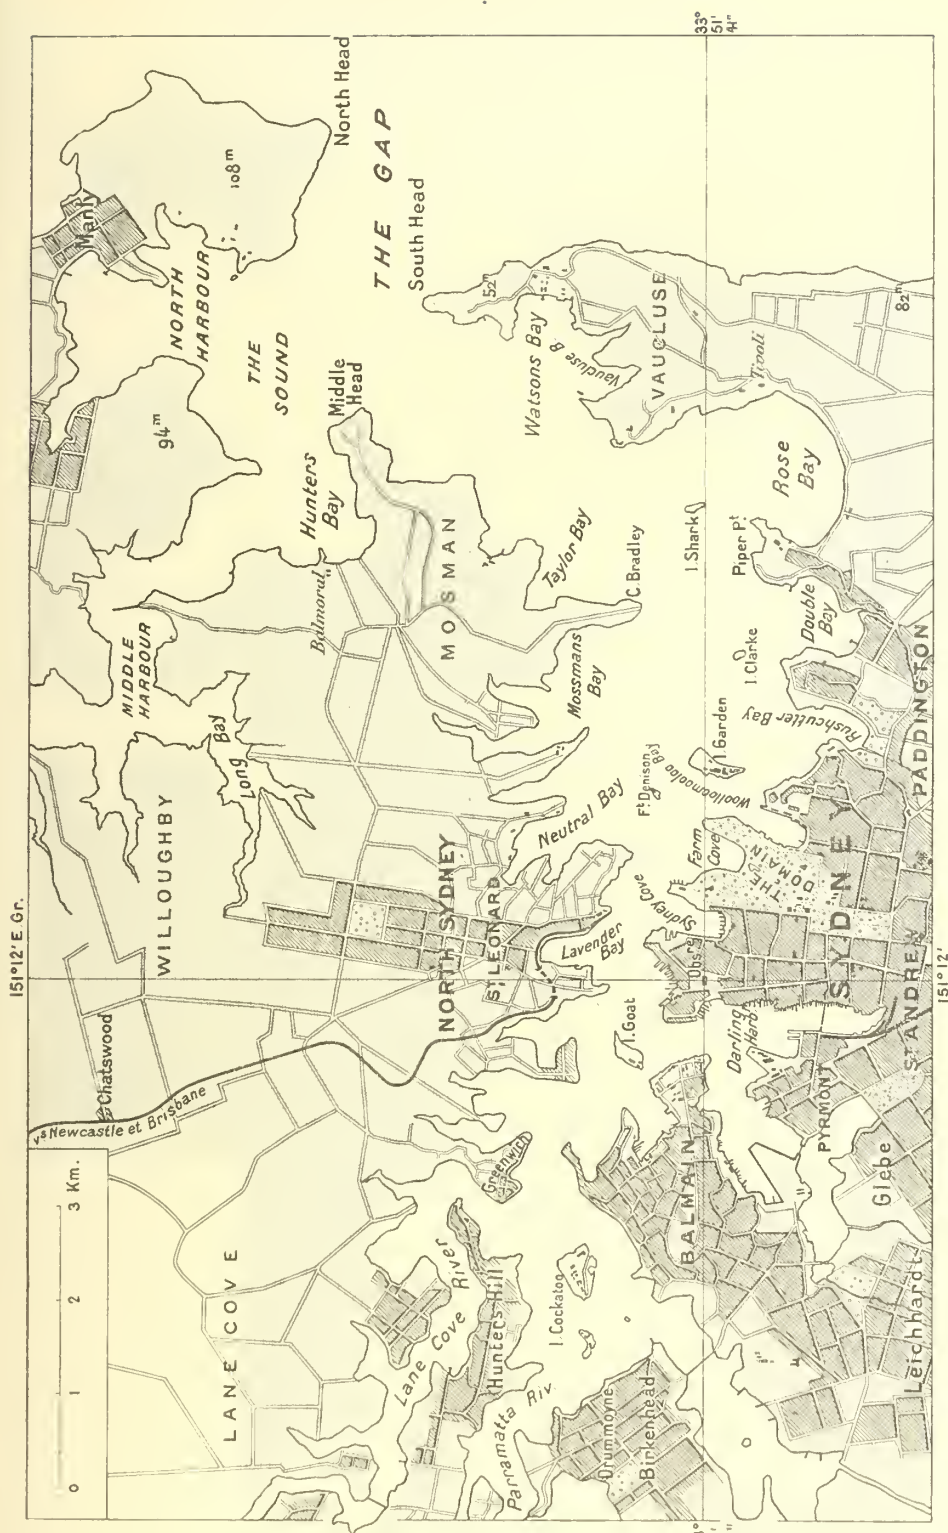 151°12' E. Gr.
33°
51'
41"
North Head
Manly
108m
THE GAP
South Head
NORTH
HARBOUR
THE
SOUND
94m
Middle
Head
Hunters
Bay
52m
Watsons Bay
Vaucluse B.
VAUCLUSE
82m
Tivoli
Rose
Bay
Balmoral
MOSMAN
Taylor Bay
C. Bradley
I. Shark
Piper Pt
MIDDLE
HARBOUR
Mossmans
Bay
I. Clarke
Double
Bay
Long Bay
Rushcutter Bay
PADDINGTON
WILLOUGHBY
Neutral Bay
Ft Denison
I. Garden
Woolloomooloo Bay
NORTH SYDNEY
ST LEONARD
Farm
Cove
THE
DOMAIN
Sydney Cove
Lavender
Bay
Obsre
SYDNEY
ST ANDREW
151°12'
Chatswood
vs Newcastle et Brisbane
I. Goat
Darling
Harbr
PYRMONT
Greenwich
BALMAIN
Glebe
0 1 2 3 Km.
LANE COVE
Lane Cove River
Hunters Hill
I. Cockatoo
Parramatta Riv.
Drummoyne
Birkenhead
Leichhardt